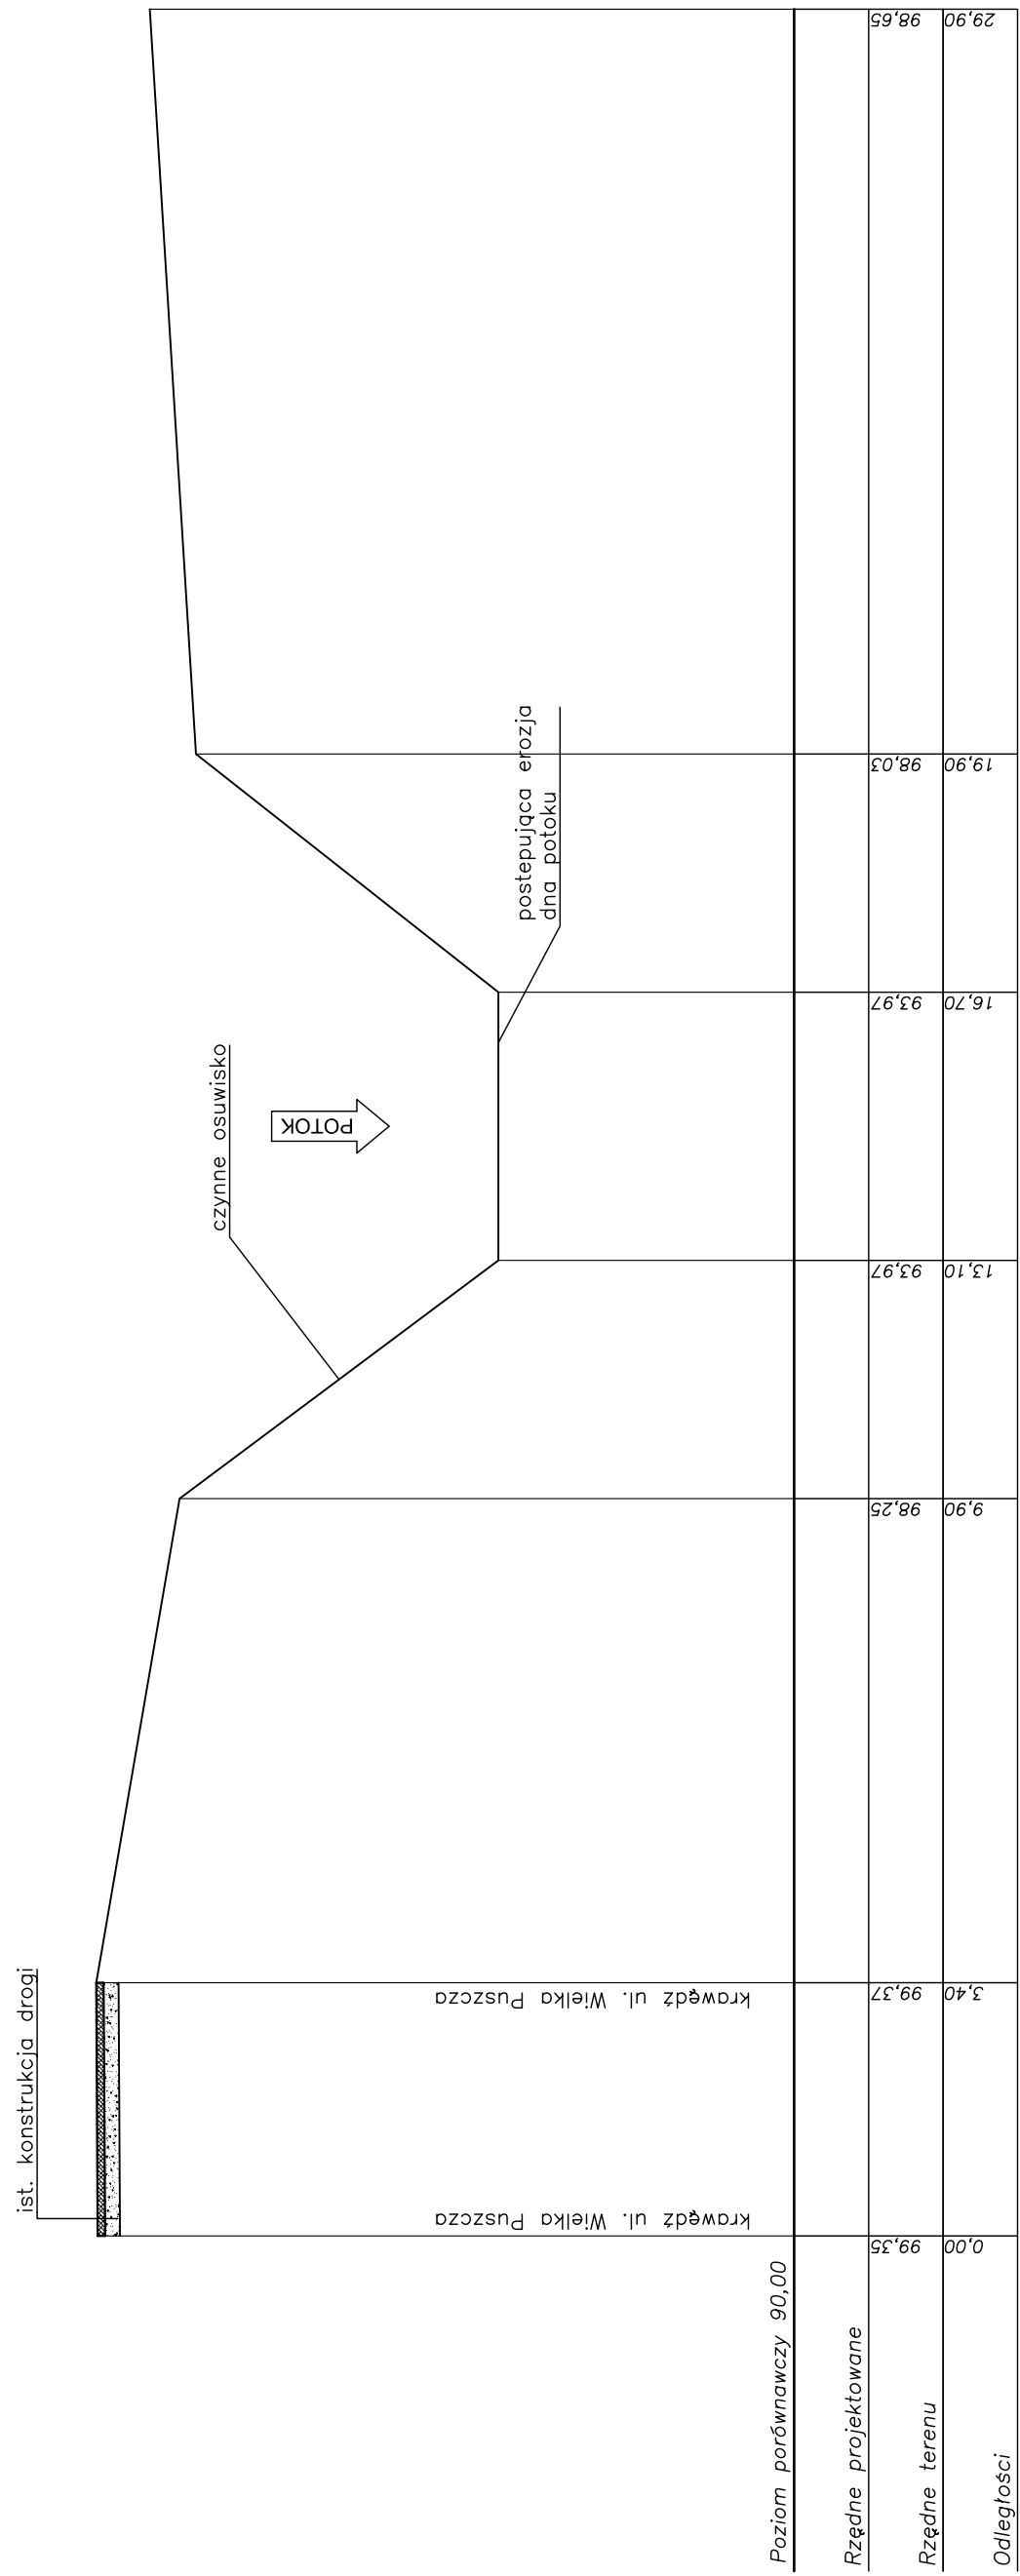 ist. konstrukcja drogi
czynne osuwisko
POTOK
postepująca erozja
dna potoku
krawędź ul. Wielka Puszcza
krawędź ul. Wielka Puszcza
Poziom porównawczy 90,00
Rzędne projektowane
Rzędne terenu
99,35 99,37 98,25 93,97 93,97 98,03 98,65
Odległości
0,00 3,40 9,90 13,10 16,70 19,90 29,90